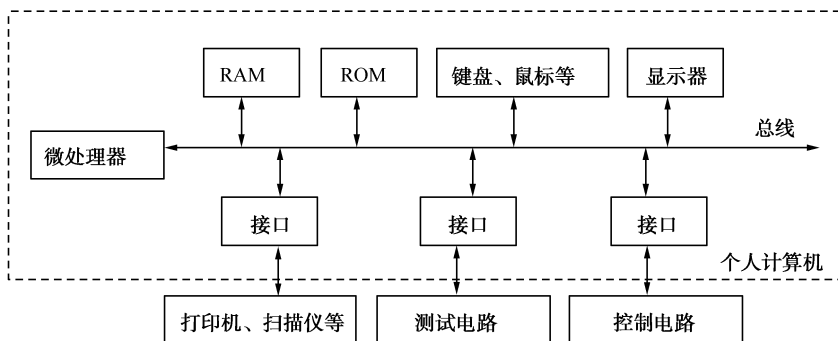 RAM
ROM
键盘、鼠标等
显示器
总线
微处理器
接口
接口
接口
个人计算机
打印机、扫描仪等
测试电路
控制电路